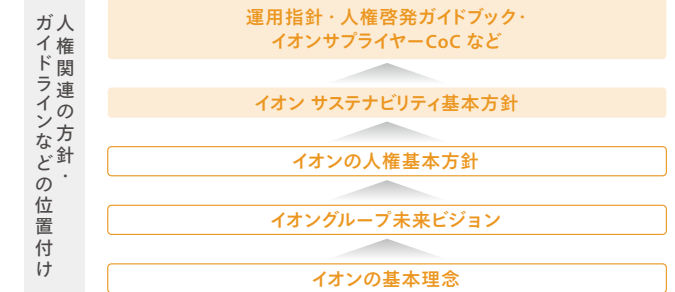 人権関連の方針・
ガイドラインなどの位置付け
運用指針・人権啓発ガイドブック・
イオンサプライヤーCoC など
イオン サステナビリティ基本方針
イオンの人権基本方針
イオングループ未来ビジョン
イオンの基本理念